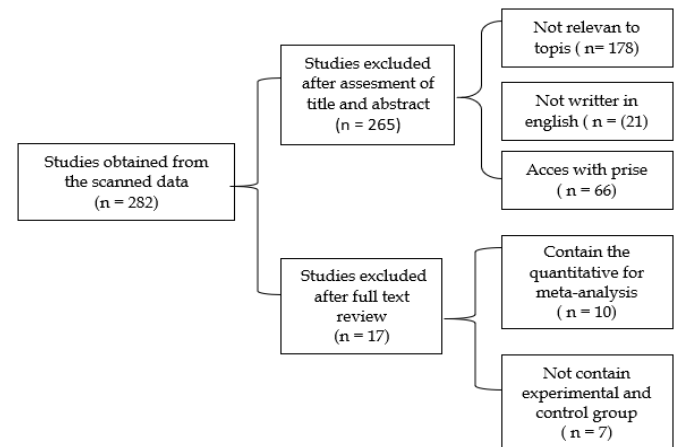 Studies obtained from
the scanned data
(n = 282)
Studies excluded
after assesment of
title and abstract
(n = 265)
Not relevan to
topis ( n= 178)
Not writter in
english ( n = (21)
Acces with prise
( n = 66)
Studies excluded
after full text
review
(n = 17)
Contain the
quantitative for
meta-analysis
( n = 10)
Not contain
experimental and
control group
( n = 7)